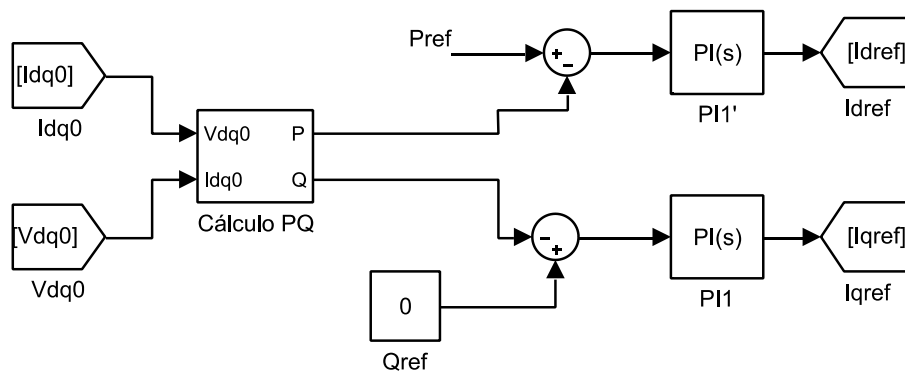 Pref
+
−
PI(s)
PI1'
[Idref]
Idref
[Idq0]
Idq0
Vdq0
P
Idq0
Q
Cálculo PQ
[Vdq0]
Vdq0
−
+
PI(s)
PI1
[Iqref]
Iqref
0
Qref